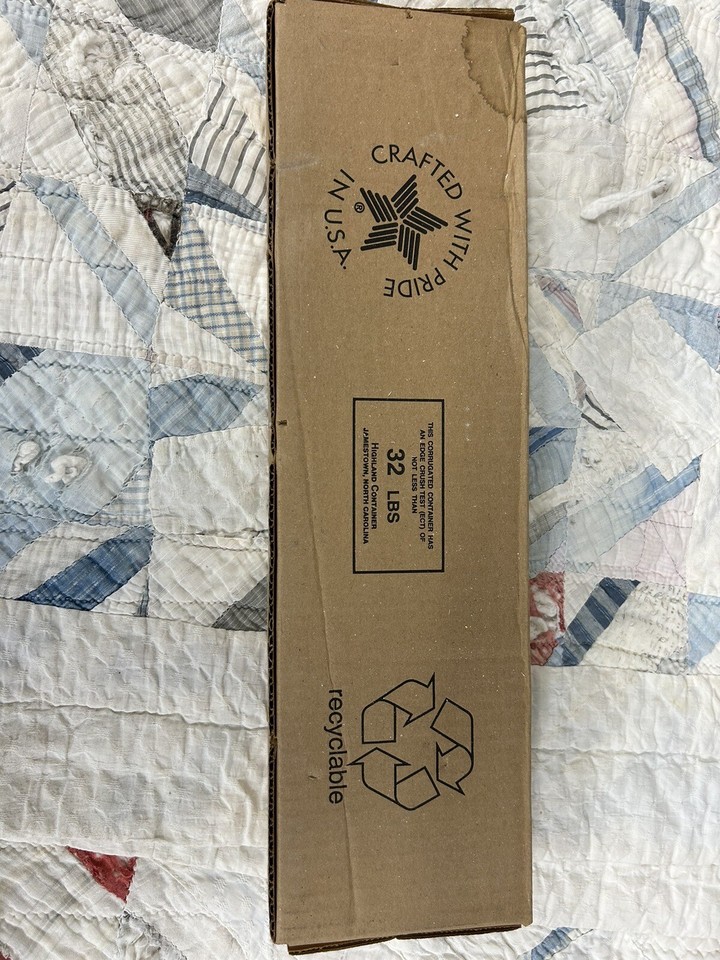 CRAFTED WITH PRIDE
IN U.S.A.
®
THIS CORRUGATED CONTAINER HAS
AN EDGE CRUSH TEST (ECT) OF
NOT LESS THAN
32 LBS
HIGHLAND CONTAINER
JAMESTOWN, NORTH CAROLINA
recyclable